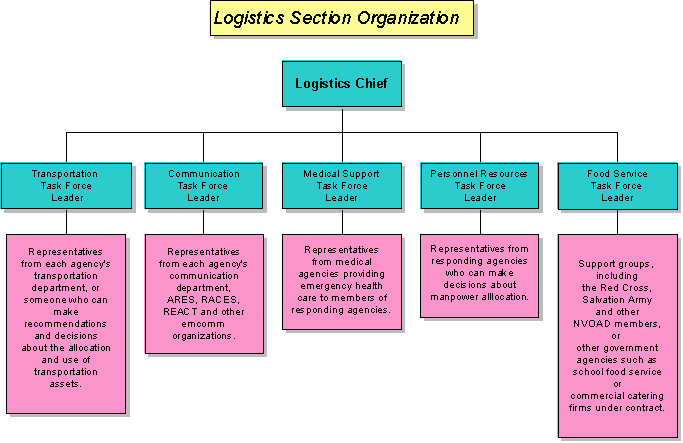 Logistics Section Organization
Logistics Chief
Transportation
Task Force
Leader
Communication
Task Force
Leader
Medical Support
Task Force
Leader
Personnel Resources
Task Force
Leader
Food Service
Task Force
Leader
Representatives
from each agency's
transportation
department, or
someone who can
make
recommendations
and decisions
about the allocation
and use of
transportation
assets.
Representatives
from each agency's
communication
department,
ARES, RACES,
REACT and other
emcomm
organizations.
Representatives
from medical
agencies providing
emergency health
care to members of
responding agencies.
Representatives from
responding agencies
who can make
decisions about
manpower alllocation.
Support groups,
including
the Red Cross,
Salvation Army
and other
NVOAD members,
or
other government
agencies such as
school food service
or
commercial catering
firms under contract.